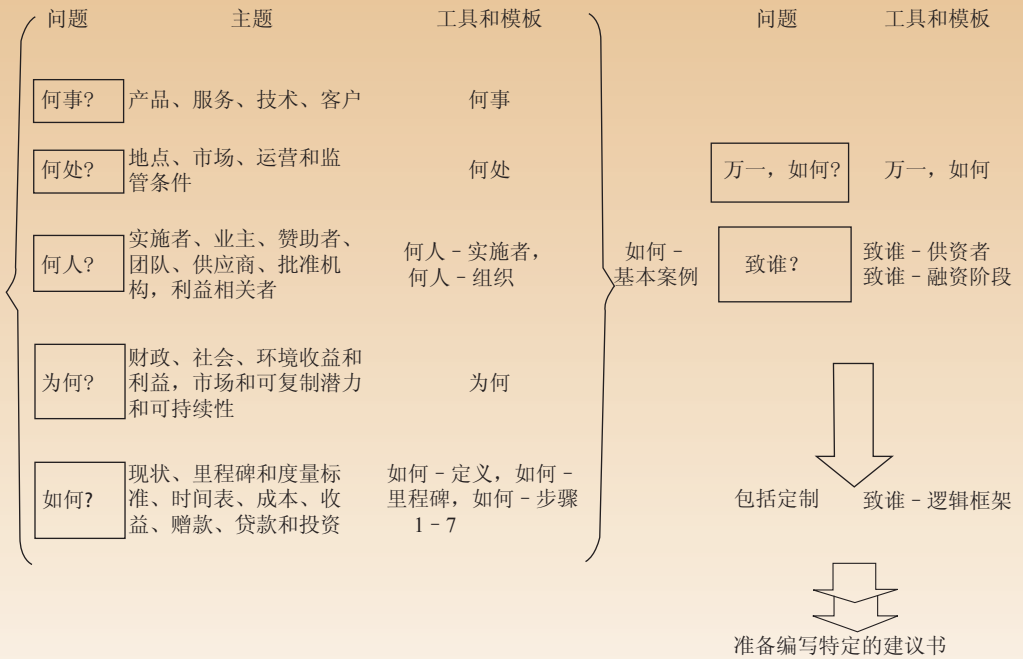 问题 主题 工具和模板
何事? 产品、服务、技术、客户 何事
何处? 地点、市场、运营和监
管条件
何处
何人? 实施者、业主、赞助者、
团队、供应商、批准机
构，利益相关者
何人–实施者，
何人–组织
为何? 财政、社会、环境收益和
利益，市场和可复制潜力
和可持续性
为何
如何? 现状、里程碑和度量标
准、时间表、成本、收
益、赠款、贷款和投资
如何–定义，如何–
里程碑，如何–步骤
1–7
如何–
基本案例
问题 工具和模板
万一，如何? 万一，如何
致谁？ 致谁–供资者
致谁–融资阶段
包括定制 致谁–逻辑框架
准备编写特定的建议书